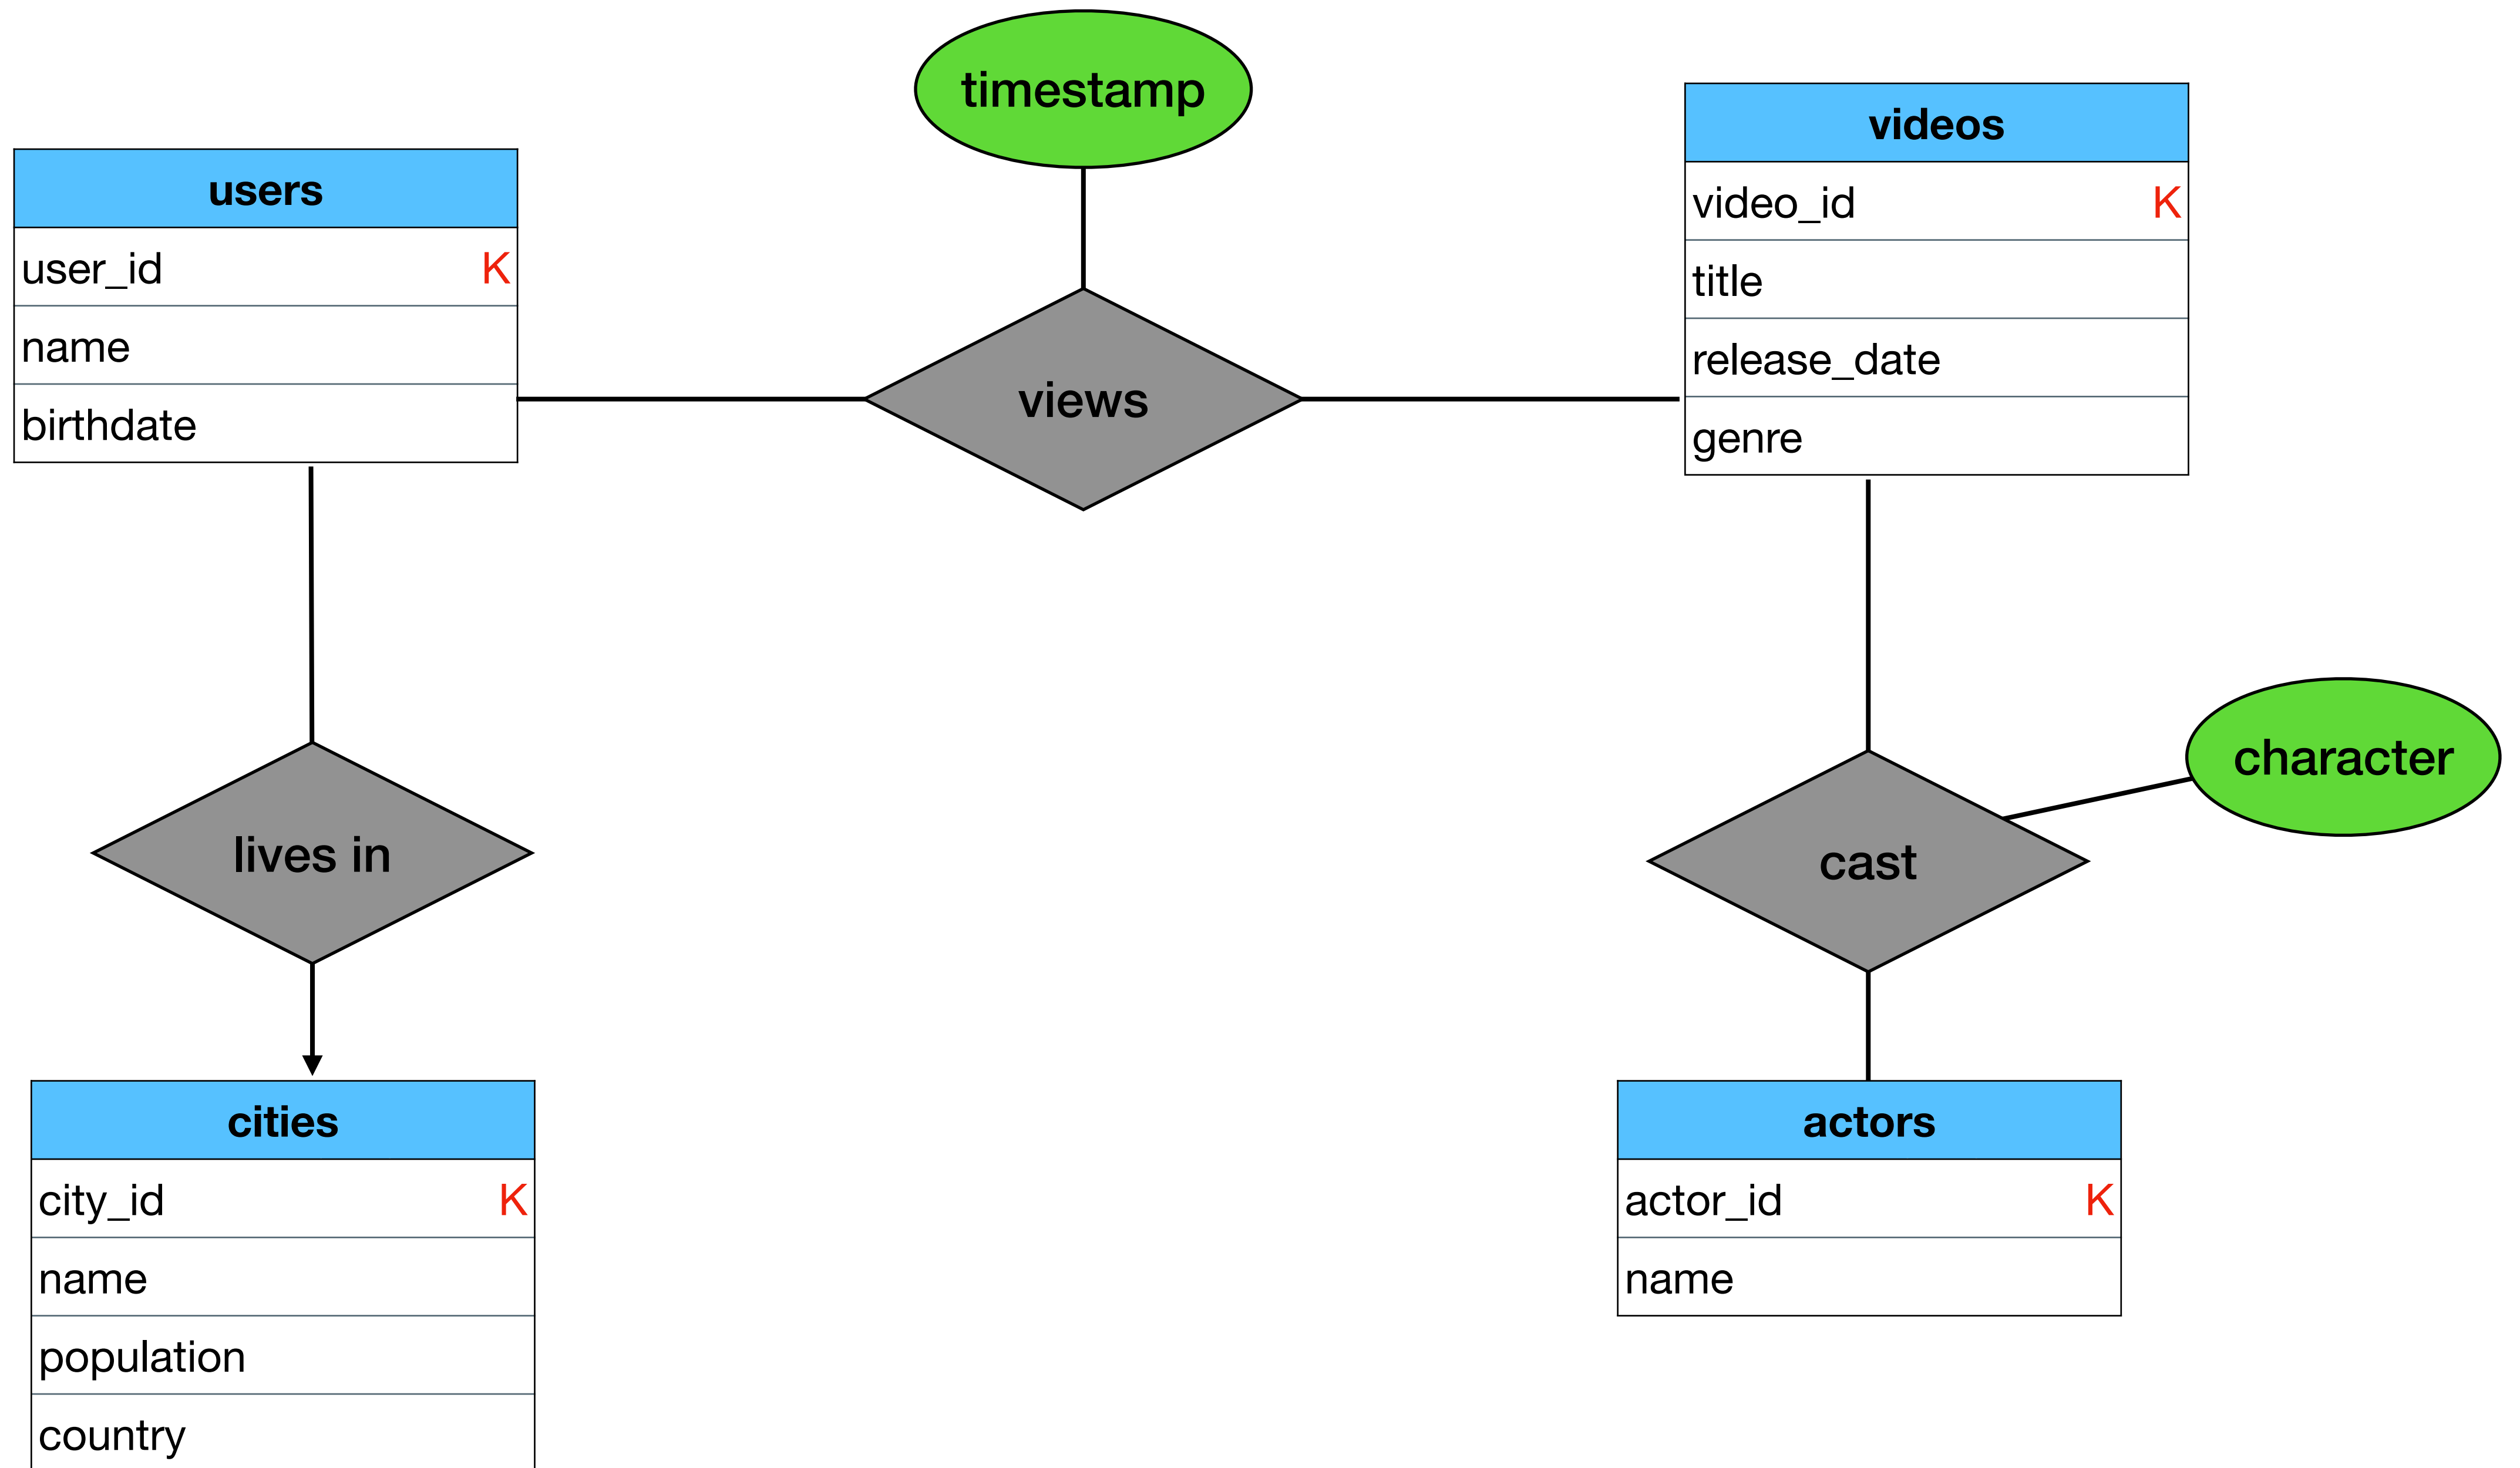 timestamp
users
user_id K
name
birthdate
views
videos
video_id K
title
release_date
genre
lives in
character
cast
cities
city_id K
name
population
country
actors
actor_id K
name